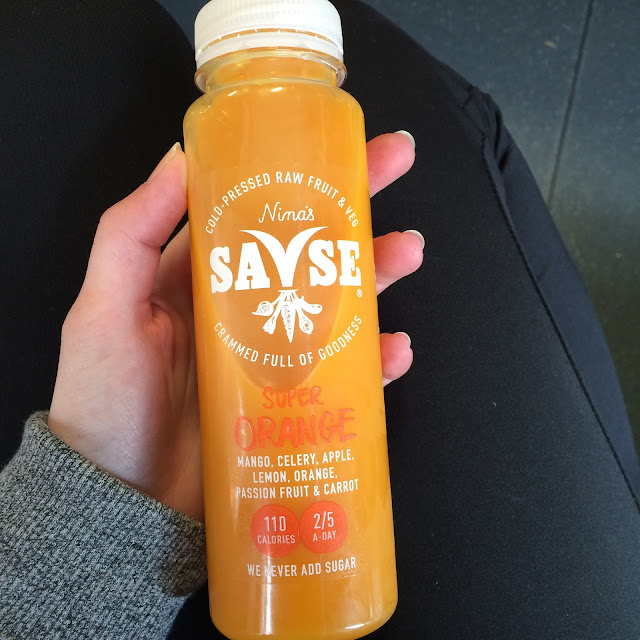 COLD-PRESSED RAW FRUIT & VEG
Nina's
SAVSE®
CRAMMED FULL OF GOODNESS
SUPER
ORANGE
MANGO, CELERY, APPLE,
LEMON, ORANGE,
PASSION FRUIT & CARROT
110 2/5
CALORIES A-DAY
WE NEVER ADD SUGAR